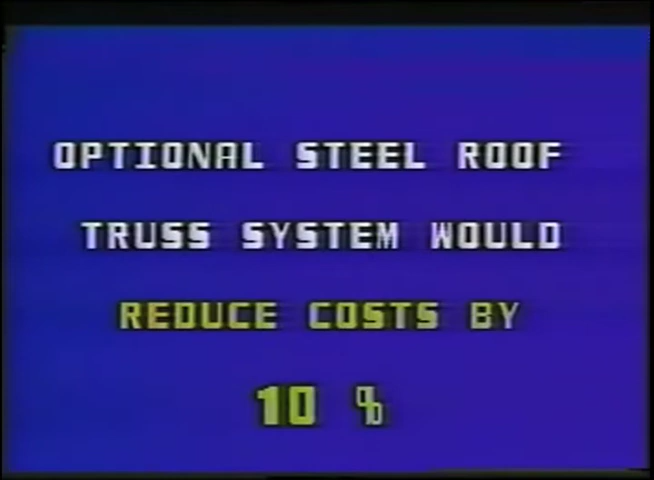 OPTIONAL STEEL ROOF
TRUSS SYSTEM WOULD
REDUCE COSTS BY
10 %